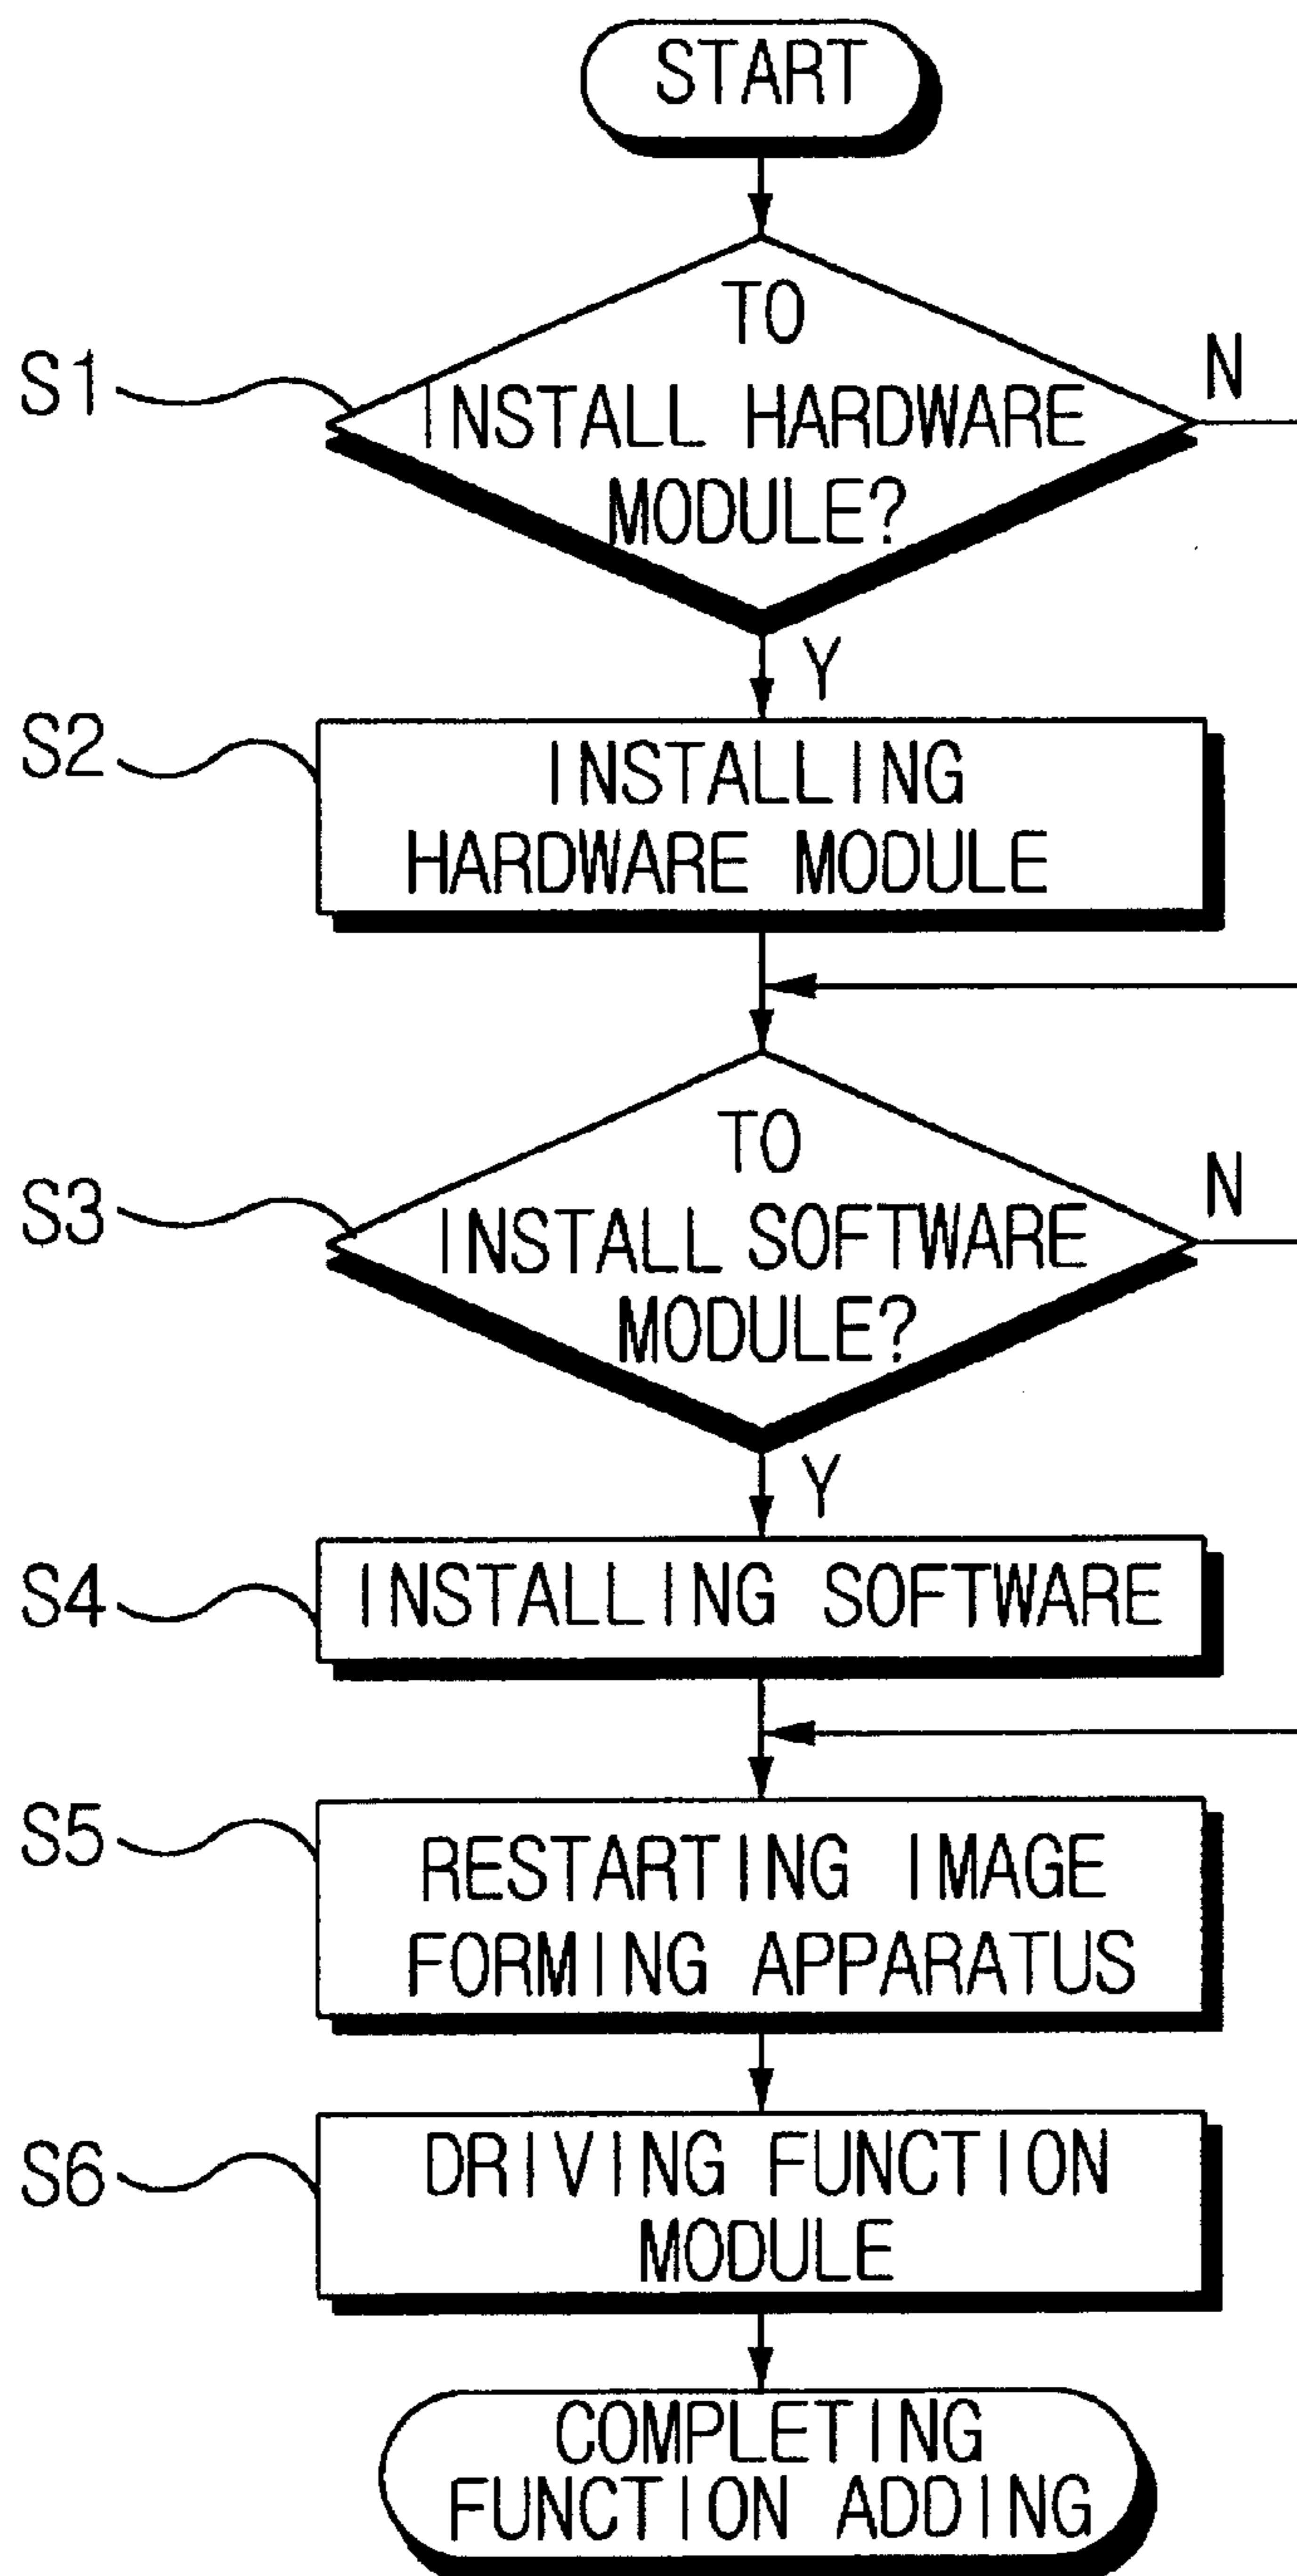 START
TO
INSTALL HARDWARE
MODULE?
S1
N
Y
S2
INSTALLING
HARDWARE MODULE
TO
INSTALL SOFTWARE
MODULE?
S3
N
Y
S4
INSTALLING SOFTWARE
S5
RESTARTING IMAGE
FORMING APPARATUS
S6
DRIVING FUNCTION
MODULE
COMPLETING
FUNCTION ADDING